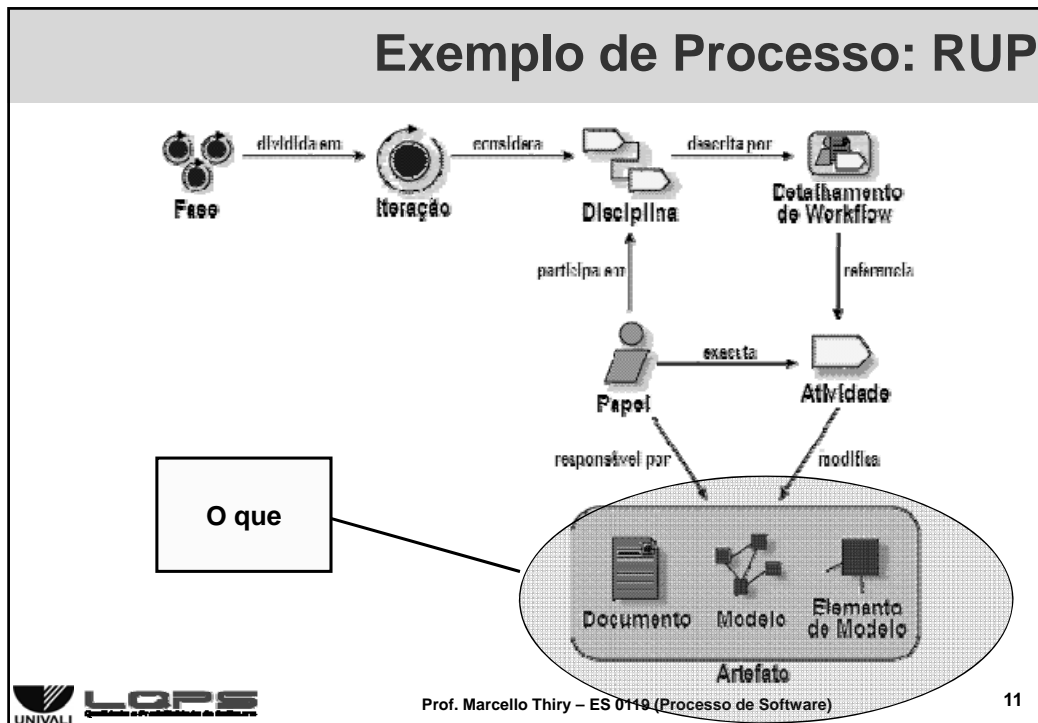 Exemplo de Processo: RUP
dividida em
considera
descrita por
Fase
Iteração
Disciplina
Detalhamento
de Workflow
participa em
referencia
executa
Papel
Atividade
responsável por
modifica
O que
Documento
Modelo
Elemento
de Modelo
Artefato
UNIVALI
LQPS
Prof. Marcello Thiry – ES 0119 (Processo de Software)
11